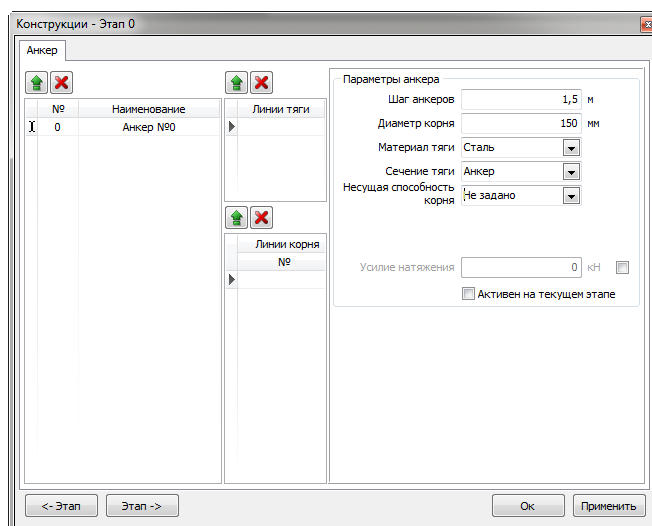 Конструкции - Этап 0
Анкер
№ Наименование
0 Анкер №0
Линии тяги
Линии корня
№
Параметры анкера
Шаг анкеров 1,5 м
Диаметр корня 150 мм
Материал тяги Сталь
Сечение тяги Анкер
Несущая способность
корня Не задано
Усилие натяжения 0 кН
Активен на текущем этапе
<- Этап Этап -> Ок Применить